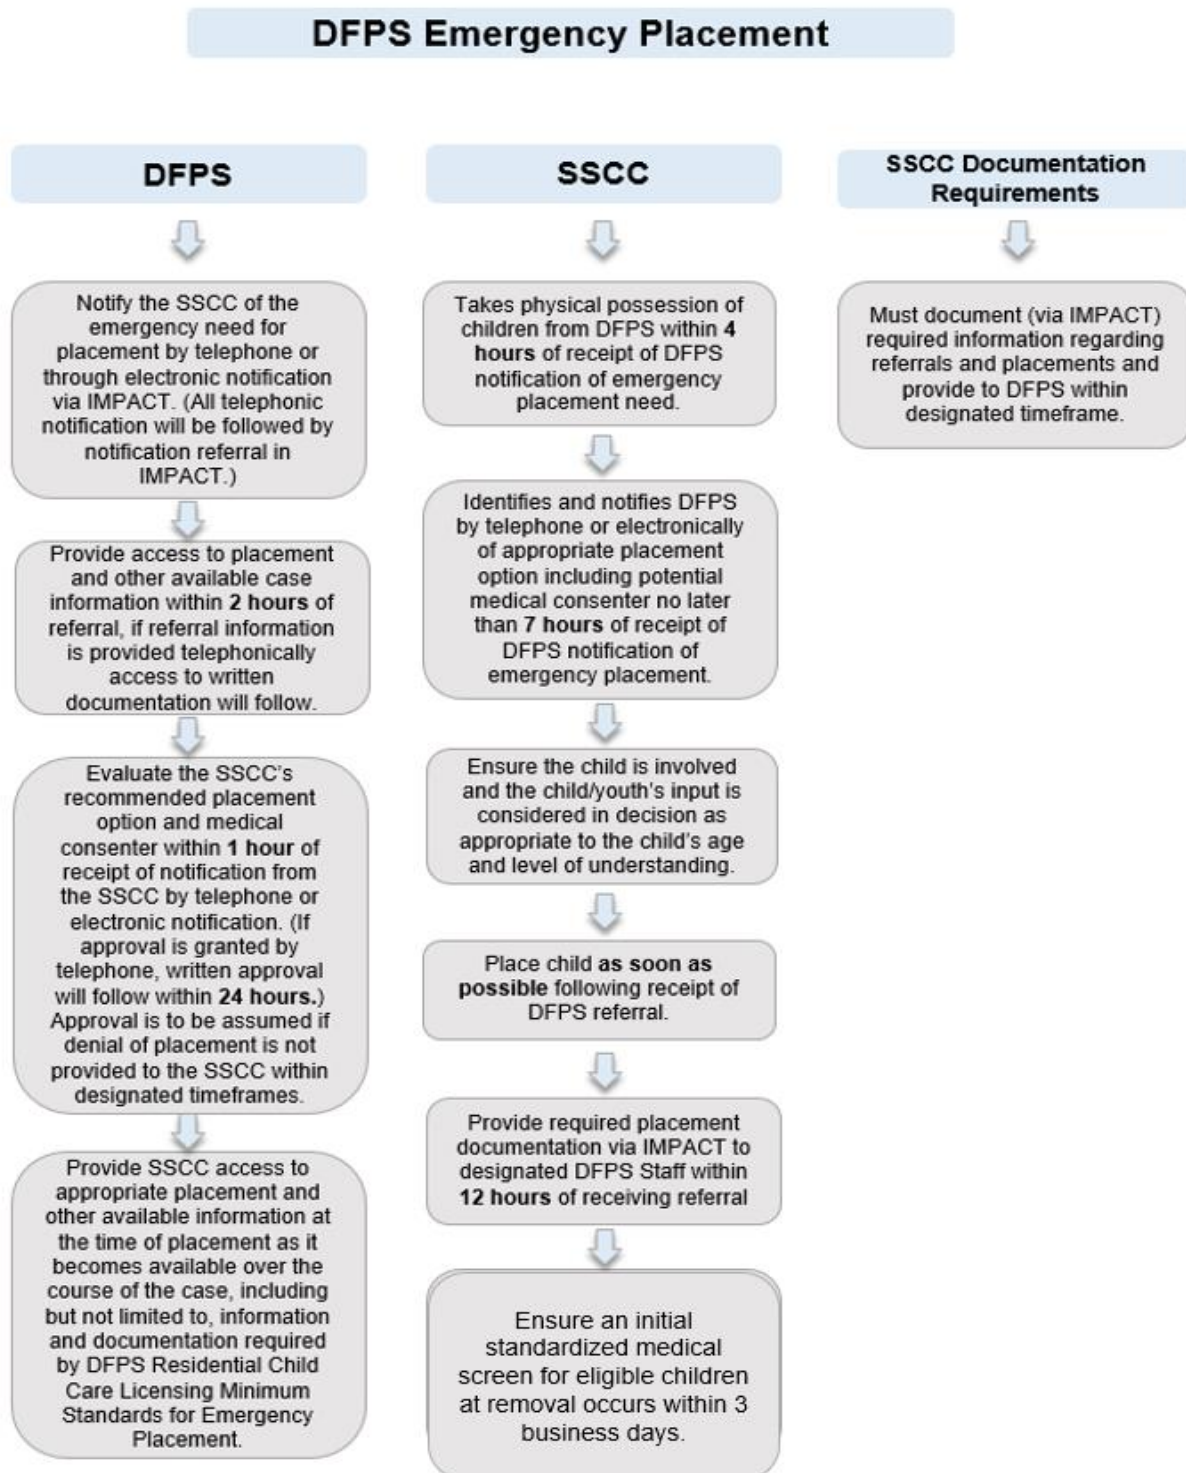 DFPS Emergency Placement
DFPS
Notify the SSCC of the
emergency need for
placement by telephone or
through electronic notification
via IMPACT. (All telephonic
notification will be followed by
notification referral in
IMPACT.)
Provide access to placement
and other available case
information within 2 hours of
referral, if referral information
is provided telephonically
access to written
documentation will follow.
Evaluate the SSCC’s
recommended placement
option and medical
consenter within 1 hour of
receipt of notification from
the SSCC by telephone or
electronic notification. (If
approval is granted by
telephone, written approval
will follow within 24 hours.)
Approval is to be assumed if
denial of placement is not
provided to the SSCC within
designated timeframes.
Provide SSCC access to
appropriate placement and
other available information at
the time of placement as it
becomes available over the
course of the case, including
but not limited to, information
and documentation required
by DFPS Residential Child
Care Licensing Minimum
Standards for Emergency
Placement.
SSCC
Takes physical possession of
children from DFPS within 4
hours of receipt of DFPS
notification of emergency
placement need.
Identifies and notifies DFPS
by telephone or electronically
of appropriate placement
option including potential
medical consenter no later
than 7 hours of receipt of
DFPS notification of
emergency placement.
Ensure the child is involved
and the child/youth’s input is
considered in decision as
appropriate to the child’s age
and level of understanding.
Place child as soon as
possible following receipt of
DFPS referral.
Provide required placement
documentation via IMPACT to
designated DFPS Staff within
12 hours of receiving referral
Ensure an initial
standardized medical
screen for eligible children
at removal occurs within 3
business days.
SSCC Documentation
Requirements
Must document (via IMPACT)
required information regarding
referrals and placements and
provide to DFPS within
designated timeframe.